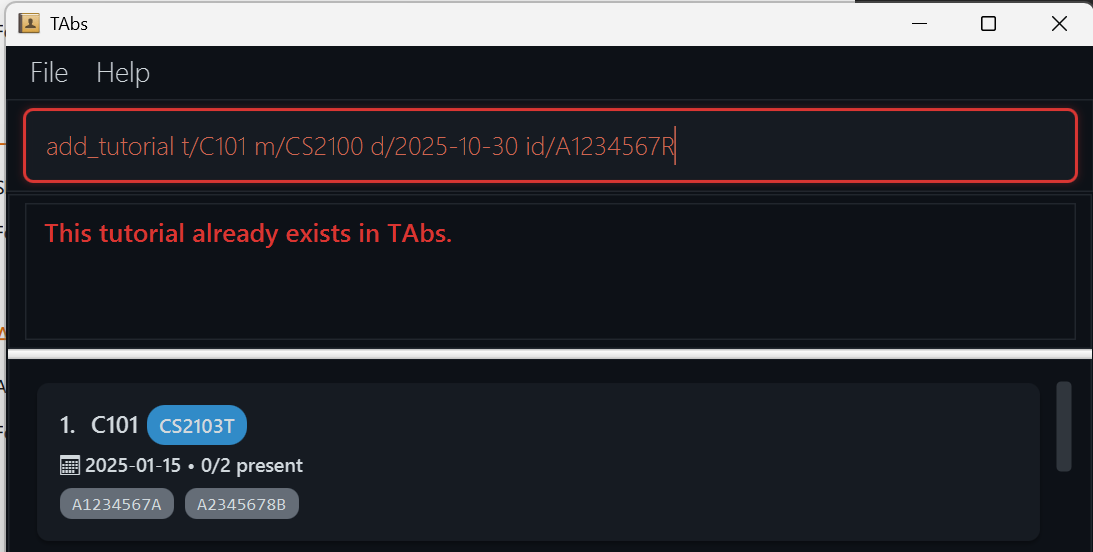 TAbs
File Help
add_tutorial t/C101 m/CS2100 d/2025-10-30 id/A1234567R
This tutorial already exists in TAbs.
1. C101 CS2103T
2025-01-15 • 0/2 present
A1234567A A2345678B